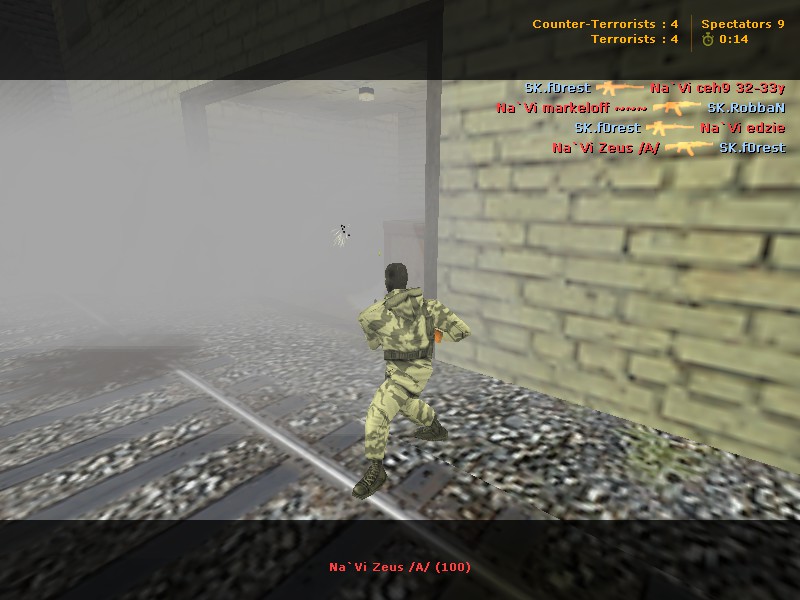 Counter-Terrorists : 4 Spectators 9
Terrorists : 4 0:14
SK.f0rest Na`Vi ceh9 32-33y
Na`Vi markeloff ~~~ SK.RobbaN
SK.f0rest Na`Vi edzie
Na`Vi Zeus /A/ SK.f0rest
Na`Vi Zeus /A/ (100)